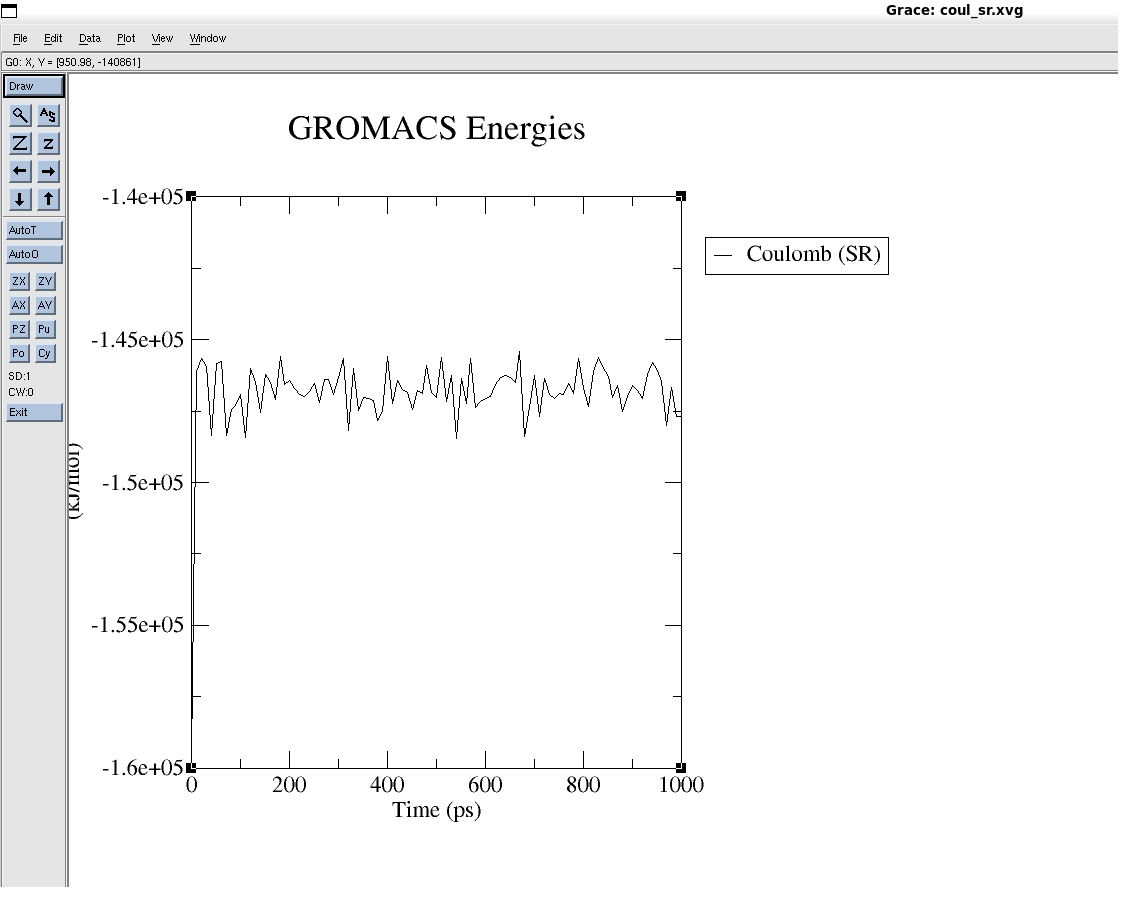 Grace: coul_sr.xvg
File Edit Data Plot View Window
G0: X, Y = [950.98, -140861]
Draw
AS
Z z
AutoT
AutoO
ZX ZY
AX AY
PZ Pu
Po Cy
SD:1
CW:0
Exit
GROMACS Energies
-1.4e+05
-1.45e+05
-1.5e+05
-1.55e+05
-1.6e+05
(kJ/mol)
0 200 400 600 800 1000
Time (ps)
Coulomb (SR)